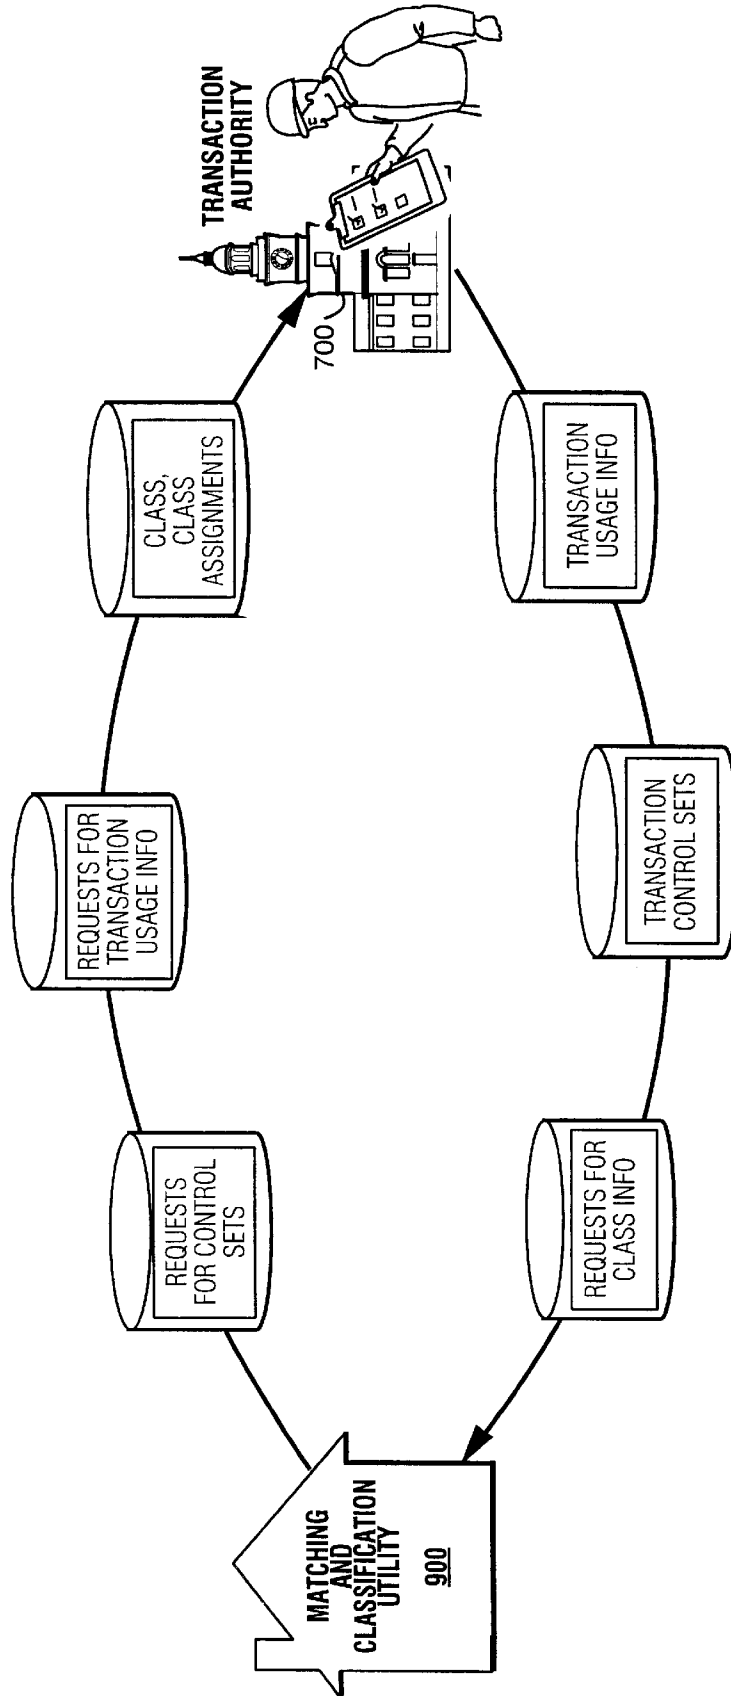 MATCHING
AND
CLASSIFICATION
UTILITY
900
REQUESTS
FOR CONTROL
SETS
REQUESTS FOR
TRANSACTION
USAGE INFO
CLASS,
CLASS
ASSIGNMENTS
TRANSACTION
AUTHORITY
700
TRANSACTION
USAGE INFO
TRANSACTION
CONTROL SETS
REQUESTS FOR
CLASS INFO